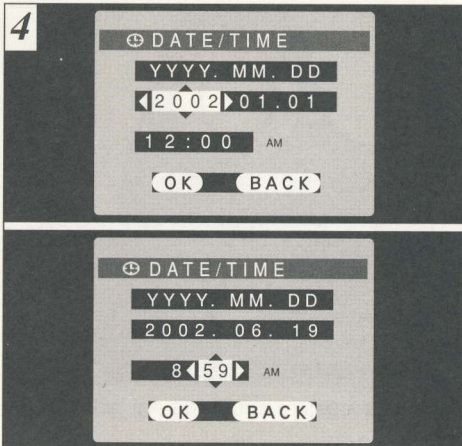 4
DATE/TIME
YYYY. MM. DD
2002 01.01
12:00 AM
OK BACK
DATE/TIME
YYYY. MM. DD
2002. 06. 19
8 59 AM
OK BACK